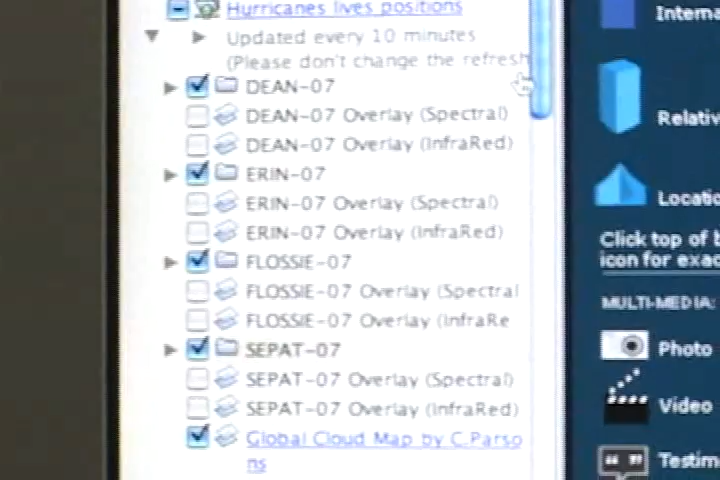 Hurricanes lives positions
Updated every 10 minutes
(Please don't change the refresh
DEAN-07
DEAN-07 Overlay (Spectral)
DEAN-07 Overlay (InfraRed)
ERIN-07
ERIN-07 Overlay (Spectral)
ERIN-07 Overlay (InfraRed)
FLOSSIE-07
FLOSSIE-07 Overlay (Spectral
FLOSSIE-07 Overlay (InfraRe
SEPAT-07
SEPAT-07 Overlay (Spectral)
SEPAT-07 Overlay (InfraRed)
Global Cloud Map by C.Parso
ns
Interna
Relativ
Locatio
Click top of b
icon for exac
MULTI-MEDIA:
Photo
Video
Testim